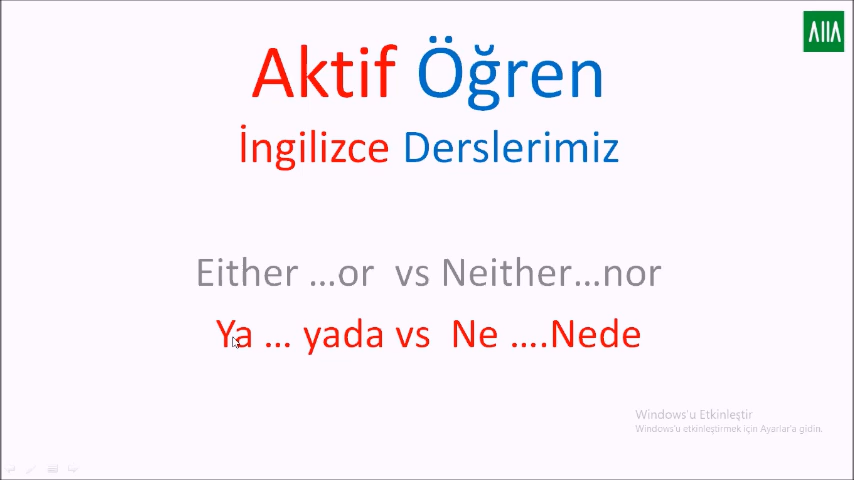 Aktif Öğren
İngilizce Derslerimiz
Either ...or vs Neither...nor
Ya ... yada vs Ne ....Nede
Windows'u Etkinleştir
Windows'u etkinleştirmek için Ayarlar'a gidin.